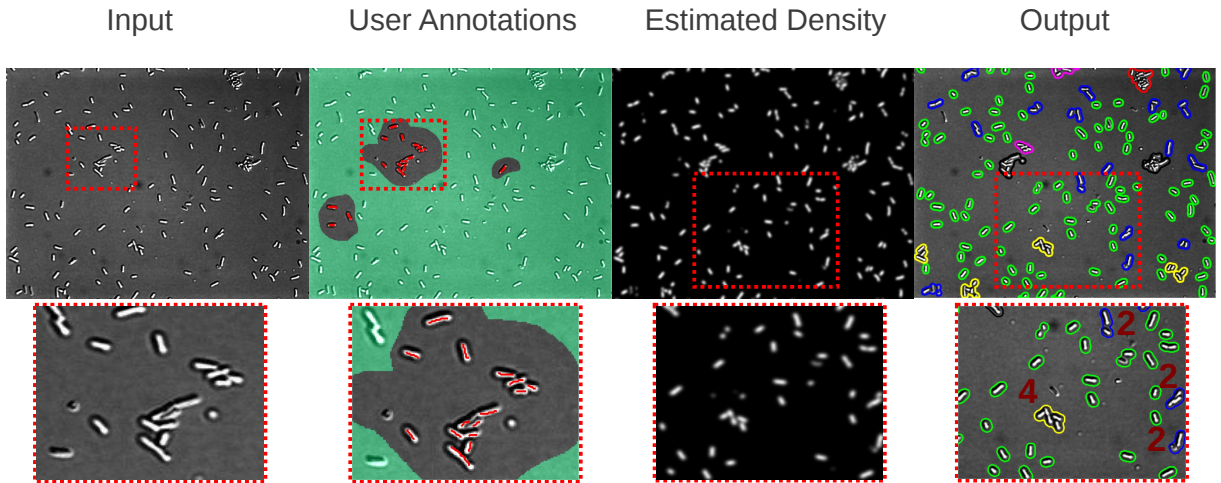 Input
User Annotations
Estimated Density
Output
2
2
4
2